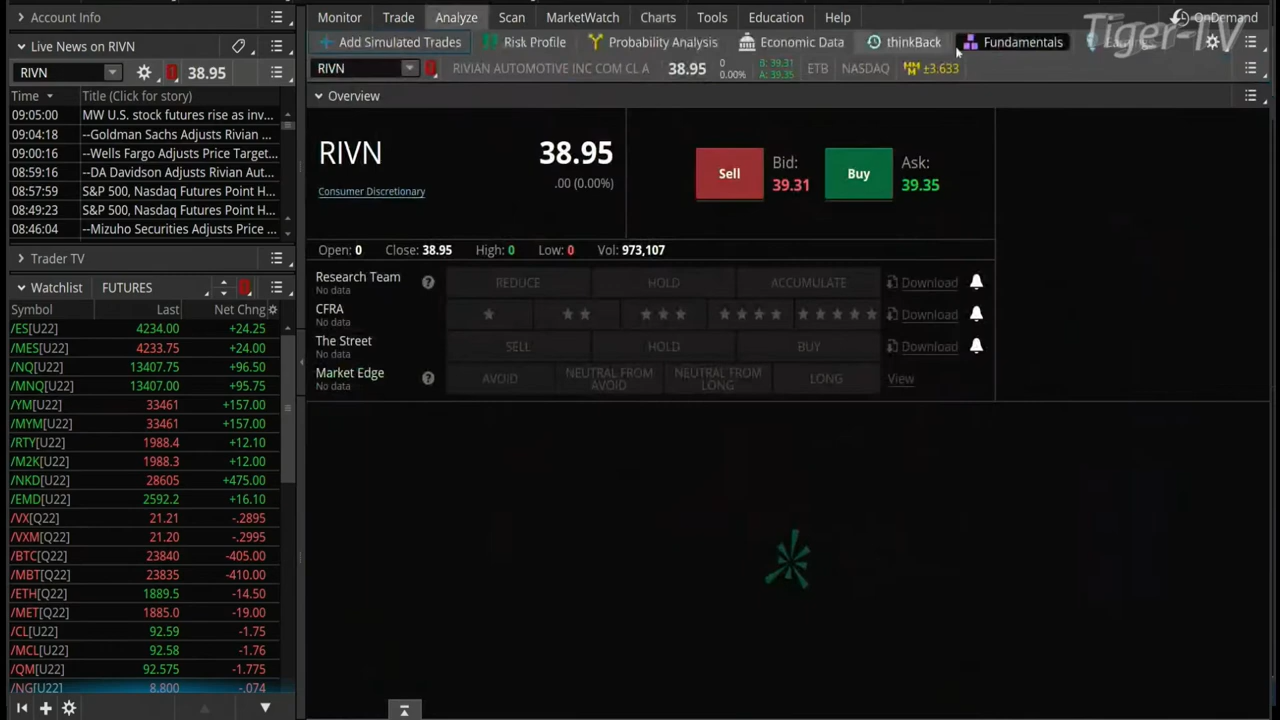 Account Info
Monitor Trade Analyze Scan MarketWatch Charts Tools Education Help OnDemand
Tiger-TV
Live News on RIVN
Add Simulated Trades Risk Profile Probability Analysis Economic Data thinkBack Fundamentals
RIVN 38.95
RIVN RIVIAN AUTOMOTIVE INC COM CL A 38.95 0 0.00% B: 39.31 A: 39.35 ETB NASDAQ ±3.633
Time Title (Click for story)
09:05:00 MW U.S. stock futures rise as inv...
09:04:18 --Goldman Sachs Adjusts Rivian ...
09:00:16 --Wells Fargo Adjusts Price Target...
08:59:16 --DA Davidson Adjusts Rivian Aut...
08:57:59 S&P 500, Nasdaq Futures Point H...
08:49:23 S&P 500, Nasdaq Futures Point H...
08:46:04 --Mizuho Securities Adjusts Price ...
Trader TV
Watchlist FUTURES
Symbol Last Net Chng
/ES[U22] 4234.00 +24.25
/MES[U22] 4233.75 +24.00
/NQ[U22] 13407.75 +96.50
/MNQ[U22] 13407.00 +95.75
/YM[U22] 33461 +157.00
/MYM[U22] 33461 +157.00
/RTY[U22] 1988.4 +12.10
/M2K[U22] 1988.3 +12.00
/NKD[U22] 28605 +475.00
/EMD[U22] 2592.2 +16.10
/VX[Q22] 21.21 -.2895
/VXM[Q22] 21.20 -.2995
/BTC[Q22] 23840 -405.00
/MBT[Q22] 23835 -410.00
/ETH[Q22] 1889.5 -14.50
/MET[Q22] 1885.0 -19.00
/CL[U22] 92.59 -1.75
/MCL[U22] 92.58 -1.76
/QM[U22] 92.575 -1.775
/NG[U22] 8.800 -.074
Overview
RIVN 38.95
.00 (0.00%)
Consumer Discretionary
Sell Bid: 39.31 Buy Ask: 39.35
Open: 0 Close: 38.95 High: 0 Low: 0 Vol: 973,107
Research Team No data REDUCE HOLD ACCUMULATE Download
CFRA No data Download
The Street No data SELL HOLD BUY Download
Market Edge No data AVOID NEUTRAL FROM AVOID NEUTRAL FROM LONG LONG View